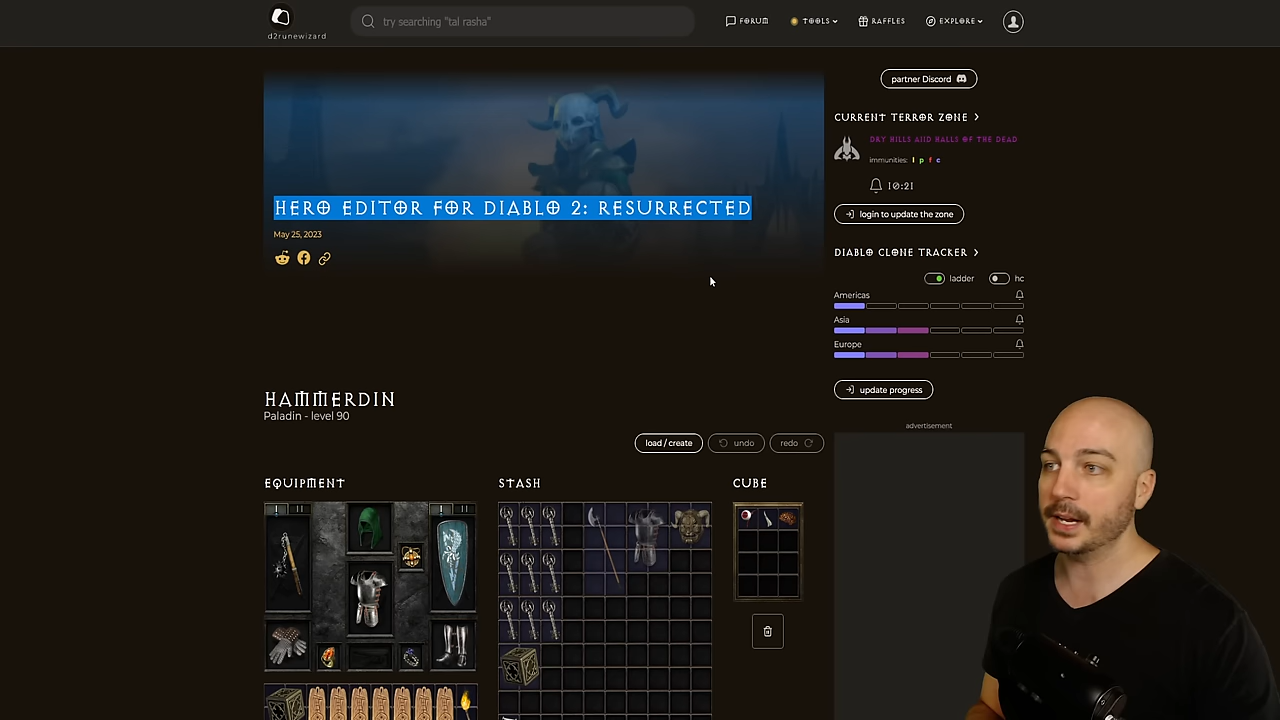 try searching "tal rasha"
FORUM
TOOLS
RAFFLES
EXPLORE
d2runewizard
partner Discord
CURRENT TERROR ZONE
DRY HILLS AND HALLS OF THE DEAD
immunities: l p f c
10:21
login to update the zone
HERO EDITOR FOR DIABLO 2: RESURRECTED
May 25, 2023
DIABLO CLONE TRACKER
ladder
hc
Americas
Asia
Europe
update progress
HAMMERDIN
Paladin - level 90
advertisement
load / create
undo
redo
EQUIPMENT
STASH
CUBE
I II
I II